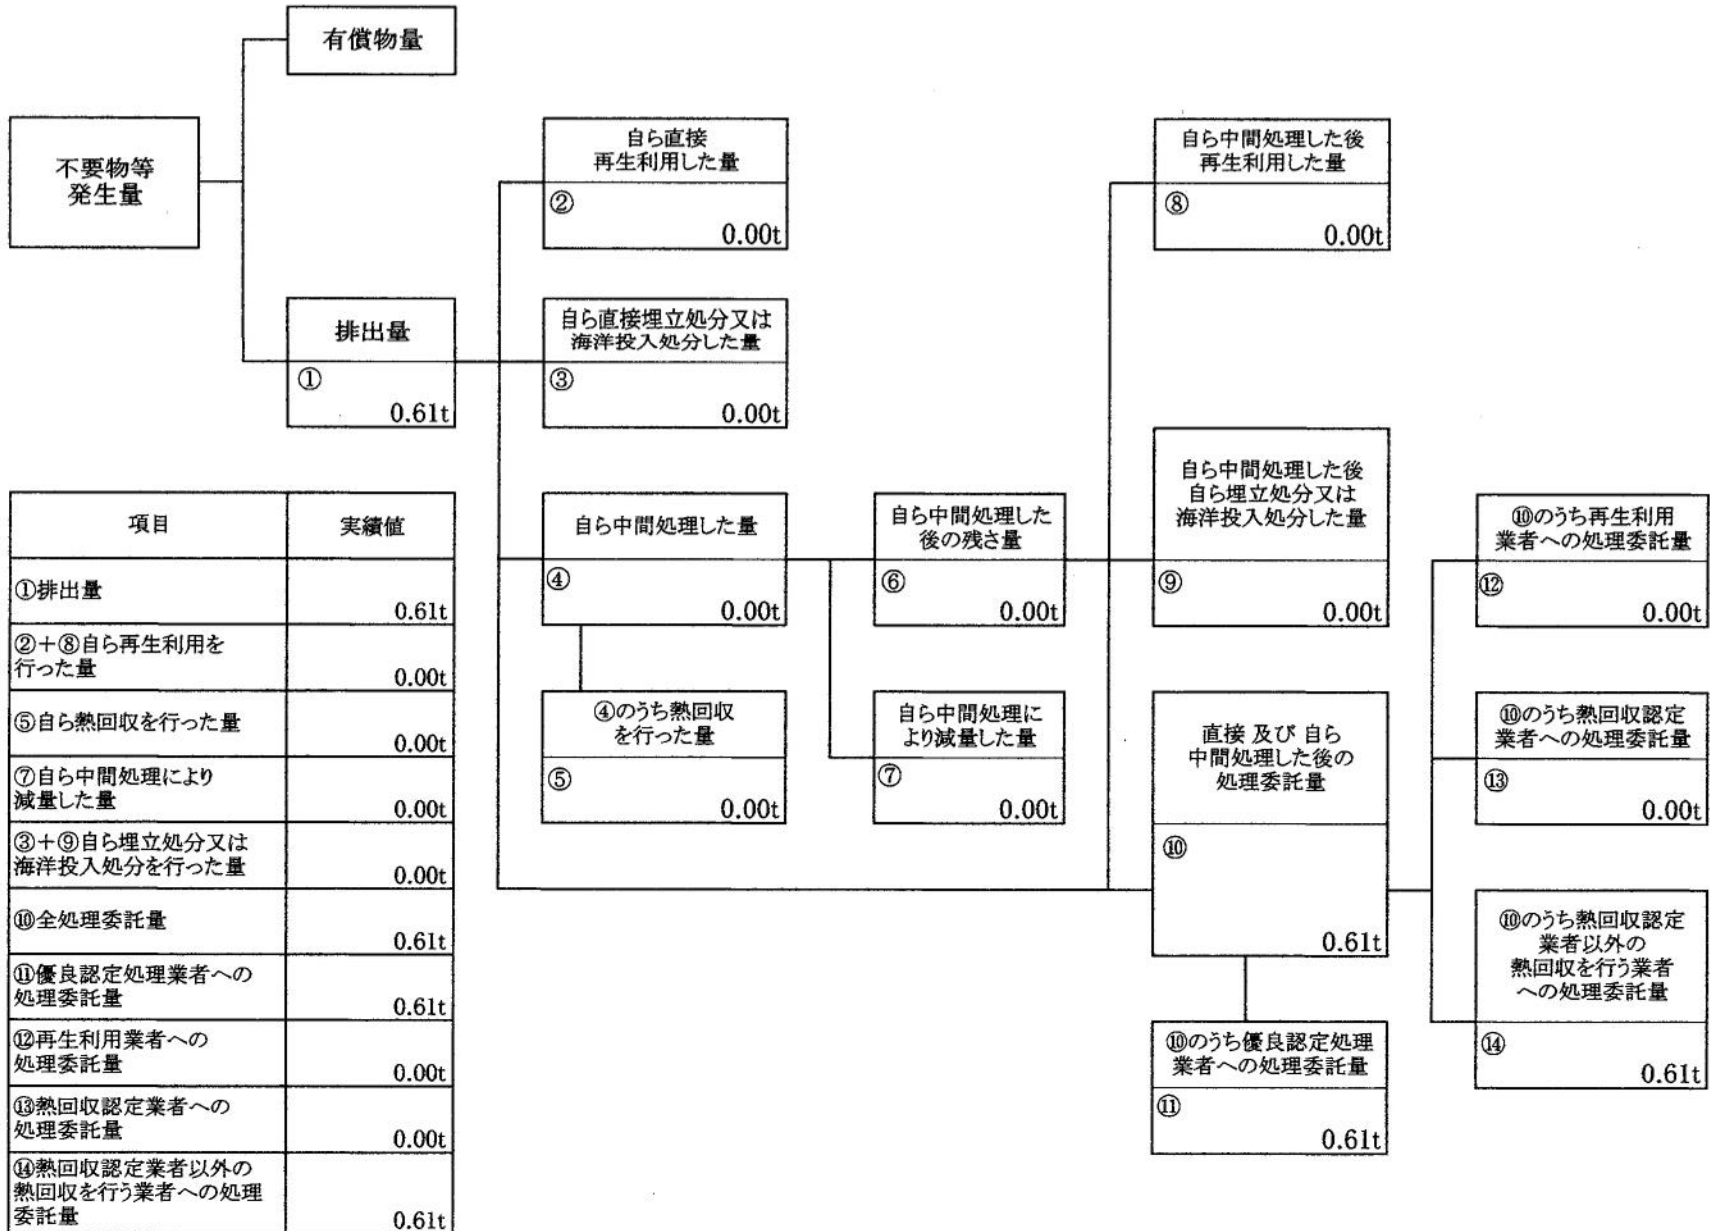 有償物量
不要物等
発生量
排出量
①
0.61t
自ら直接
再生利用した量
②
0.00t
自ら直接埋立処分又は
海洋投入処分した量
③
0.00t
自ら中間処理した量
④
0.00t
④のうち熱回収
を行った量
⑤
0.00t
自ら中間処理した
後の残さ量
⑥
0.00t
自ら中間処理に
より減量した量
⑦
0.00t
自ら中間処理した後
再生利用した量
⑧
0.00t
自ら中間処理した後
自ら埋立処分又は
海洋投入処分した量
⑨
0.00t
直接 及び 自ら
中間処理した後の
処理委託量
⑩
0.61t
⑩のうち優良認定処理
業者への処理委託量
⑪
0.61t
⑩のうち再生利用
業者への処理委託量
⑫
0.00t
⑩のうち熱回収認定
業者への処理委託量
⑬
0.00t
⑩のうち熱回収認定
業者以外の
熱回収を行う業者
への処理委託量
⑭
0.61t
項目 実績値
①排出量
0.61t
②+⑧自ら再生利用を
行った量
0.00t
⑤自ら熱回収を行った量
0.00t
⑦自ら中間処理により
減量した量
0.00t
③+⑨自ら埋立処分又は
海洋投入処分を行った量
0.00t
⑩全処理委託量
0.61t
⑪優良認定処理業者への
処理委託量
0.61t
⑫再生利用業者への
処理委託量
0.00t
⑬熱回収認定業者への
処理委託量
0.00t
⑭熱回収認定業者以外の
熱回収を行う業者への処理
委託量
0.61t